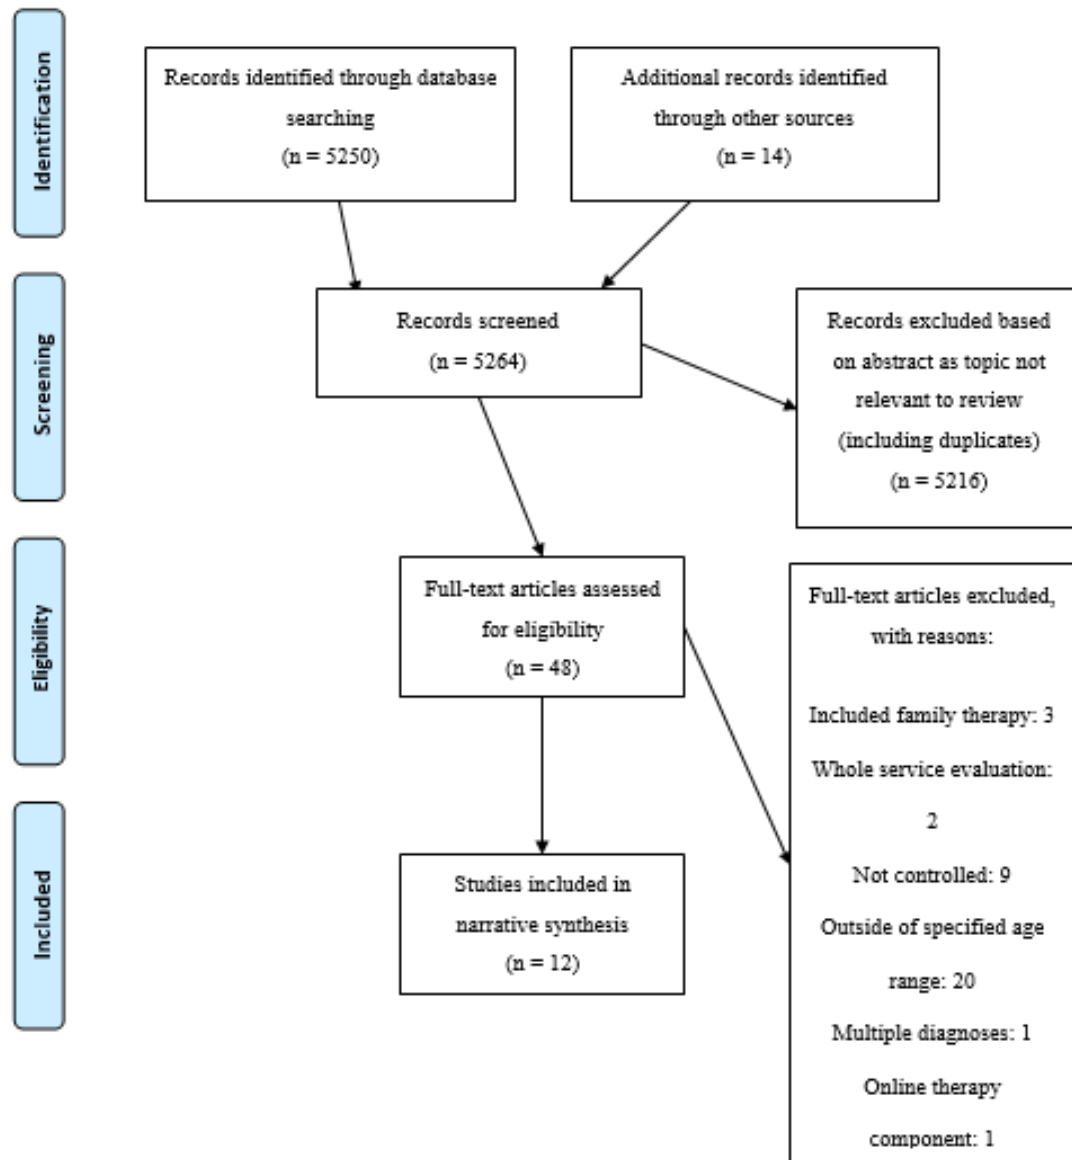 Identification
Records identified through database
searching
(n = 5250)
Additional records identified
through other sources
(n = 14)
Screening
Records screened
(n = 5264)
Records excluded based
on abstract as topic not
relevant to review
(including duplicates)
(n = 5216)
Eligibility
Full-text articles assessed
for eligibility
(n = 48)
Full-text articles excluded,
with reasons:
Included family therapy: 3
Whole service evaluation:
2
Not controlled: 9
Outside of specified age
range: 20
Multiple diagnoses: 1
Online therapy
component: 1
Included
Studies included in
narrative synthesis
(n = 12)